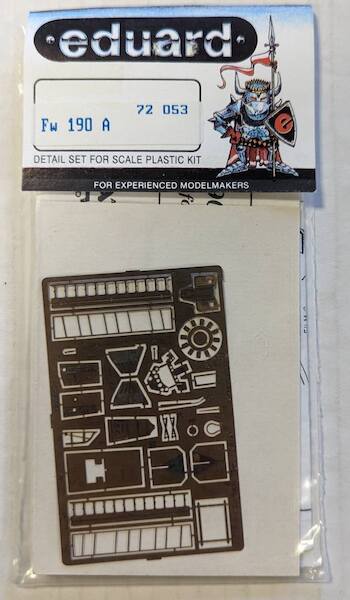 eduard
72 053
Fw 190 A
DETAIL SET FOR SCALE PLASTIC KIT
FOR EXPERIENCED MODELMAKERS
e